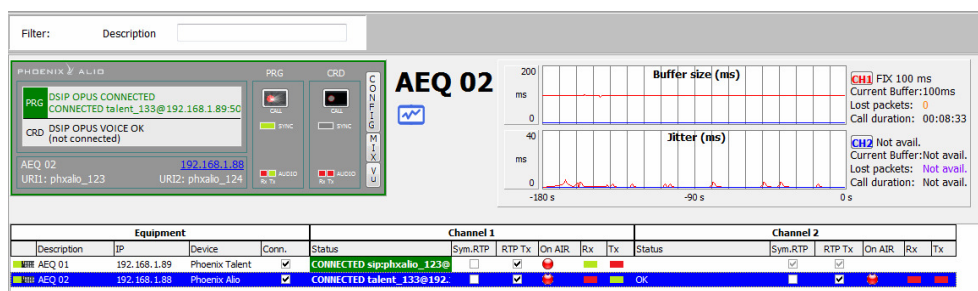 Filter: Description
PHOENIX ALIO PRG CRD
PRG DSIP OPUS CONNECTED
CONNECTED talent_133@192.168.1.89:50
CALL CALL
SYNC SYNC
CRD DSIP OPUS VOICE OK
(not connected)
AEQ 02 192.168.1.88
URI1: phxalio_123 URI2: phxalio_124
AUDIO AUDIO
Rx Tx Rx Tx
CONFIG
MIX
VU
AEQ 02
Buffer size (ms)
200
ms
0
Jitter (ms)
40
ms
0
-180 s -90 s 0 s
CH1 FIX 100 ms
Current Buffer:100ms
Lost packets: 0
Call duration: 00:08:33
CH2 Not avail.
Current Buffer:Not avail.
Lost packets: Not avail.
Call duration: Not avail.
Equipment Channel 1 Channel 2
Description IP Device Conn. Status Sym.RTP RTP Tx On AIR Rx Tx Status Sym.RTP RTP Tx On AIR Rx Tx
AEQ 01 192.168.1.89 Phoenix Talent CONNECTED sip:phxalio_123@
AEQ 02 192.168.1.88 Phoenix Alio CONNECTED talent_133@192. OK